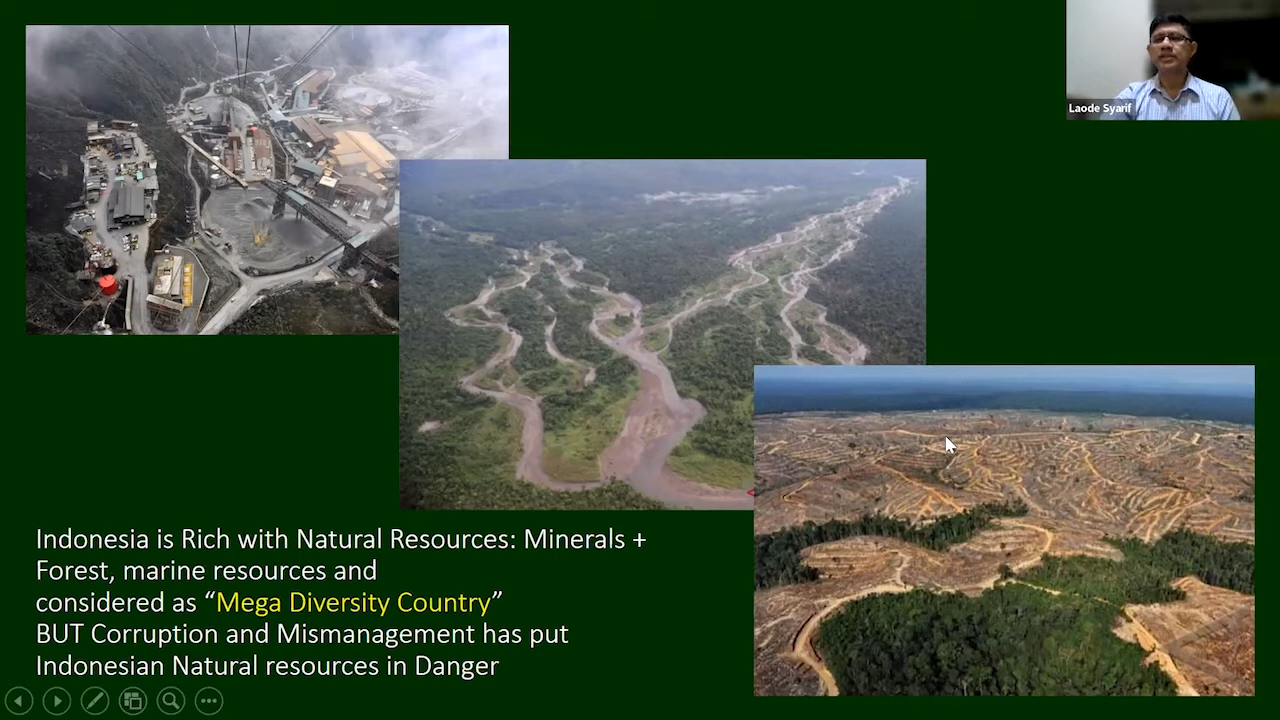 Laode Syarif
Indonesia is Rich with Natural Resources: Minerals +
Forest, marine resources and
considered as “Mega Diversity Country”
BUT Corruption and Mismanagement has put
Indonesian Natural resources in Danger